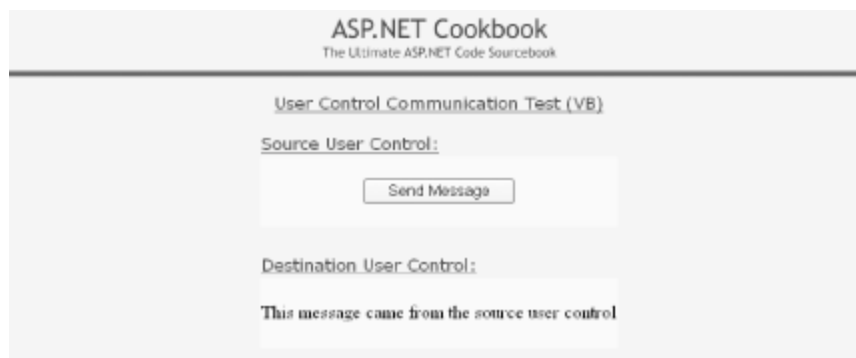 ASP.NET Cookbook
The Ultimate ASP.NET Code Sourcebook
User Control Communication Test (VB)
Source User Control:
Send Message
Destination User Control:
This message came from the source user control